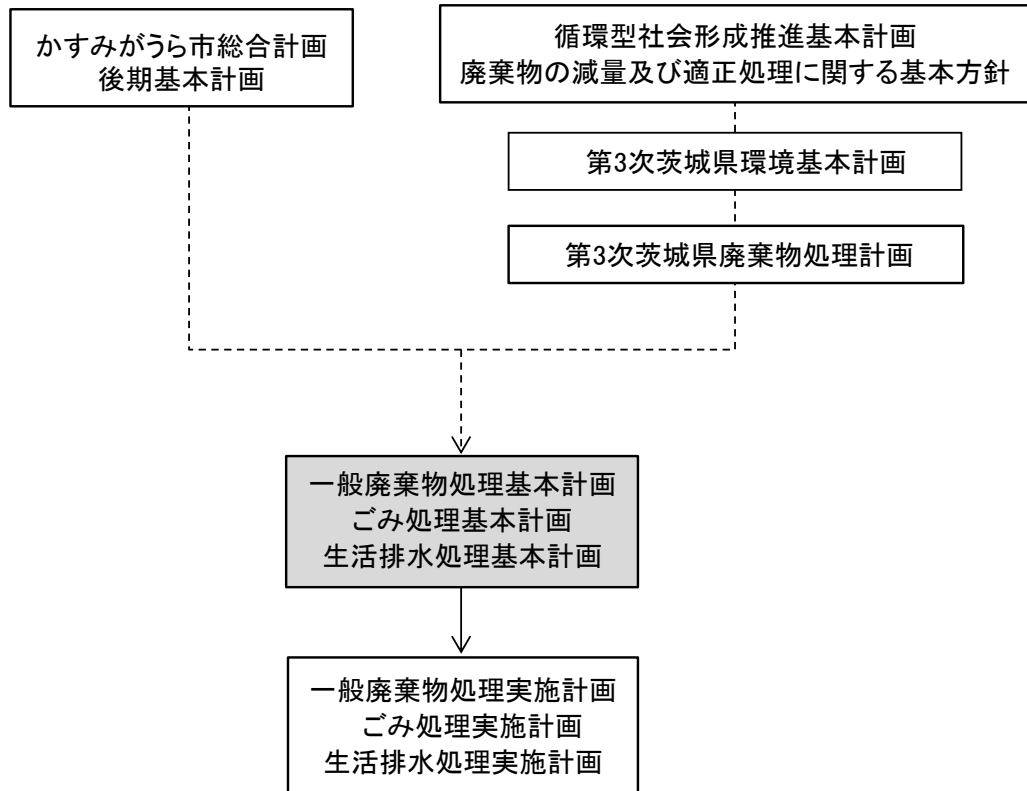 かすみがうら市総合計画
後期基本計画
循環型社会形成推進基本計画
廃棄物の減量及び適正処理に関する基本方針
第3次茨城県環境基本計画
第3次茨城県廃棄物処理計画
一般廃棄物処理基本計画
ごみ処理基本計画
生活排水処理基本計画
一般廃棄物処理実施計画
ごみ処理実施計画
生活排水処理実施計画